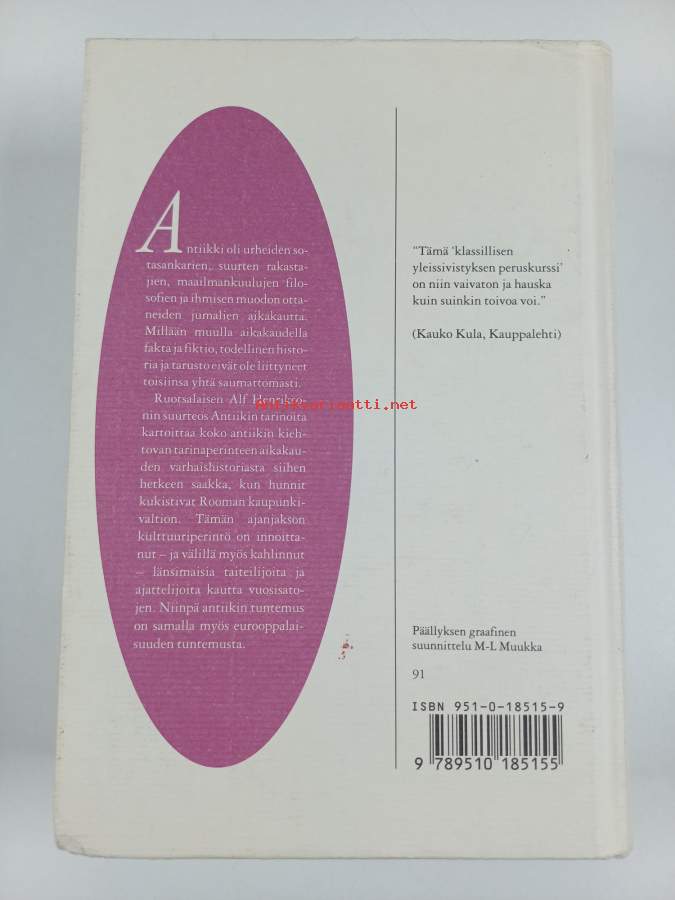 Antiikki oli urheiden so-
tasankarien, suurten rakasta-
jien, maailmankuulujen filo-
sofien ja ihmisen muodon otta-
neiden jumalien aikakautta.
Millään muulla aikakaudella
fakta ja fiktio, todellinen histo-
ria ja tarusto eivät ole liittyneet
toisiinsa yhtä saumattomasti.
Ruotsalaisen Alf Henrikso-
nin suurteos Antiikin tarinoita
kartoittaa koko antiikin kieh-
tovan tarinaperinteen aikakau-
den varhaishistoriasta siihen
hetkeen saakka, kun hunnit
kukistivat Rooman kaupunki-
valtion. Tämän ajanjakson
kulttuuriperintö on innoitta-
nut – ja välillä myös kahlinnut
– länsimaisia taiteilijoita ja
ajattelijoita kautta vuosisato-
jen. Niinpä antiikin tuntemus
on samalla myös eurooppalai-
suuden tuntemusta.
"Tämä 'klassillisen
yleissivistyksen peruskurssi'
on niin vaivaton ja hauska
kuin suinkin toivoa voi."
(Kauko Kula, Kauppalehti)
Antiikvariaatti.net
Päällyksen graafinen
suunnittelu M-L Muukka
91
ISBN 951-0-18515-9
9 789510 185155